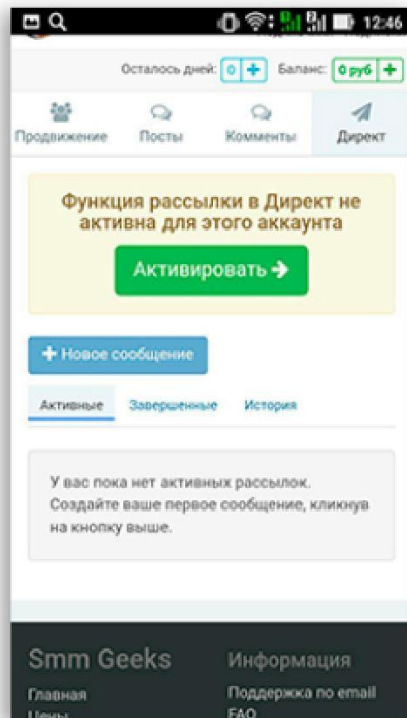 12:46
Осталось дней: 0 + Баланс: 0 руб +
Продвижение Посты Комменты Директ
Функция рассылки в Директ не
активна для этого аккаунта
Активировать →
+ Новое сообщение
Активные Завершенные История
У вас пока нет активных рассылок.
Создайте ваше первое сообщение, кликнув
на кнопку выше.
Smm Geeks Информация
Главная Поддержка по email
Цены FAQ